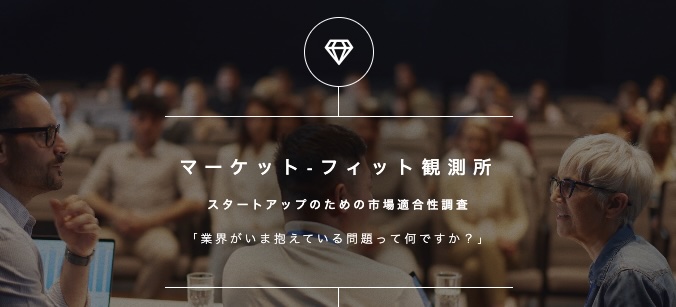 マーケット-フィット観測所
スタートアップのための市場適合性調査
「業界がいま抱えている問題って何ですか？」